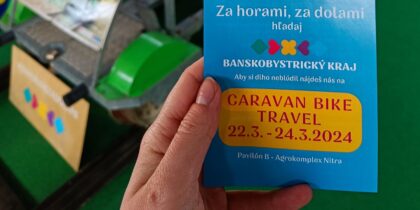 Za horami, za dolami
hľadaj
BANSKOBYSTRICKÝ KRAJ
Aby si dlho neblúdil nájdeš nás na
CARAVAN BIKE
TRAVEL
22.3. - 24.3.2024
Pavilón B - Agrokomplex Nitra